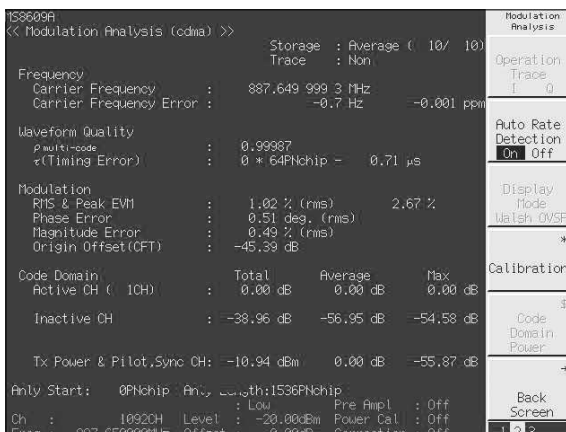 MS8609A
<< Modulation Analysis (cdma) >>
Storage : Average ( 10/ 10)
Trace : Non
Frequency
Carrier Frequency : 887.649 999 3 MHz
Carrier Frequency Error : -0.7 Hz -0.001 ppm
Waveform Quality
ρmulti-code : 0.99987
τ(Timing Error) : 0 * 64PNchip - 0.71 μs
Modulation
RMS & Peak EVM : 1.02 % (rms) 2.67 %
Phase Error : 0.51 deg. (rms)
Magnitude Error : 0.49 % (rms)
Origin Offset(CFT) : -45.39 dB
Code Domain Total Average Max
Active CH ( 1CH) : 0.00 dB 0.00 dB 0.00 dB
Inactive CH : -38.96 dB -56.95 dB -54.58 dB
Tx Power & Pilot,Sync CH: -10.94 dBm 0.00 dB -55.87 dB
Anly Start: 0PNchip :1536PNchip
: Low Pre Ampl : Off
Ch : 1092CH Level : -20.00dBm Power Cal : Off
Modulation
Analysis
Operation
Trace
I Q
Auto Rate
Detection
On Off
Display
Mode
Walsh OVSF
*
Calibration
$
Code
Domain
Power
→
Back
Screen
1 2 3